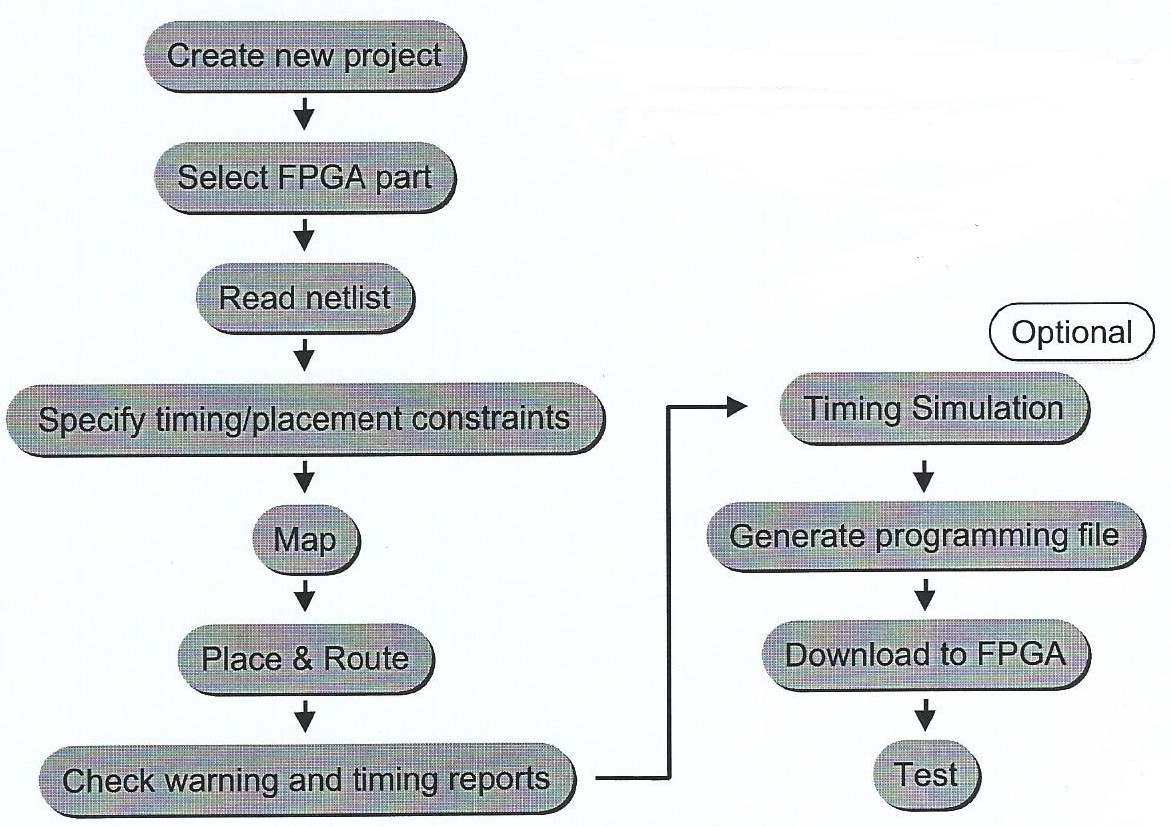 Create new project
Select FPGA part
Read netlist
Specify timing/placement constraints
Map
Place & Route
Check warning and timing reports
Optional
Timing Simulation
Generate programming file
Download to FPGA
Test